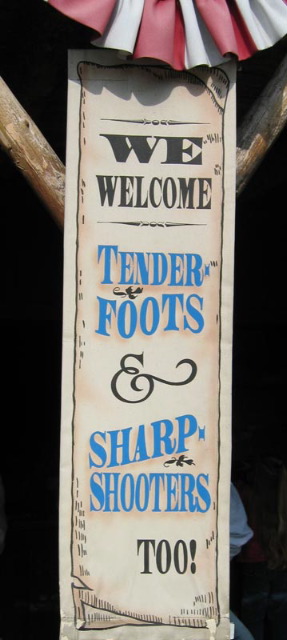 WE
WELCOME
TENDER-
FOOTS
&
SHARP-
SHOOTERS
TOO!